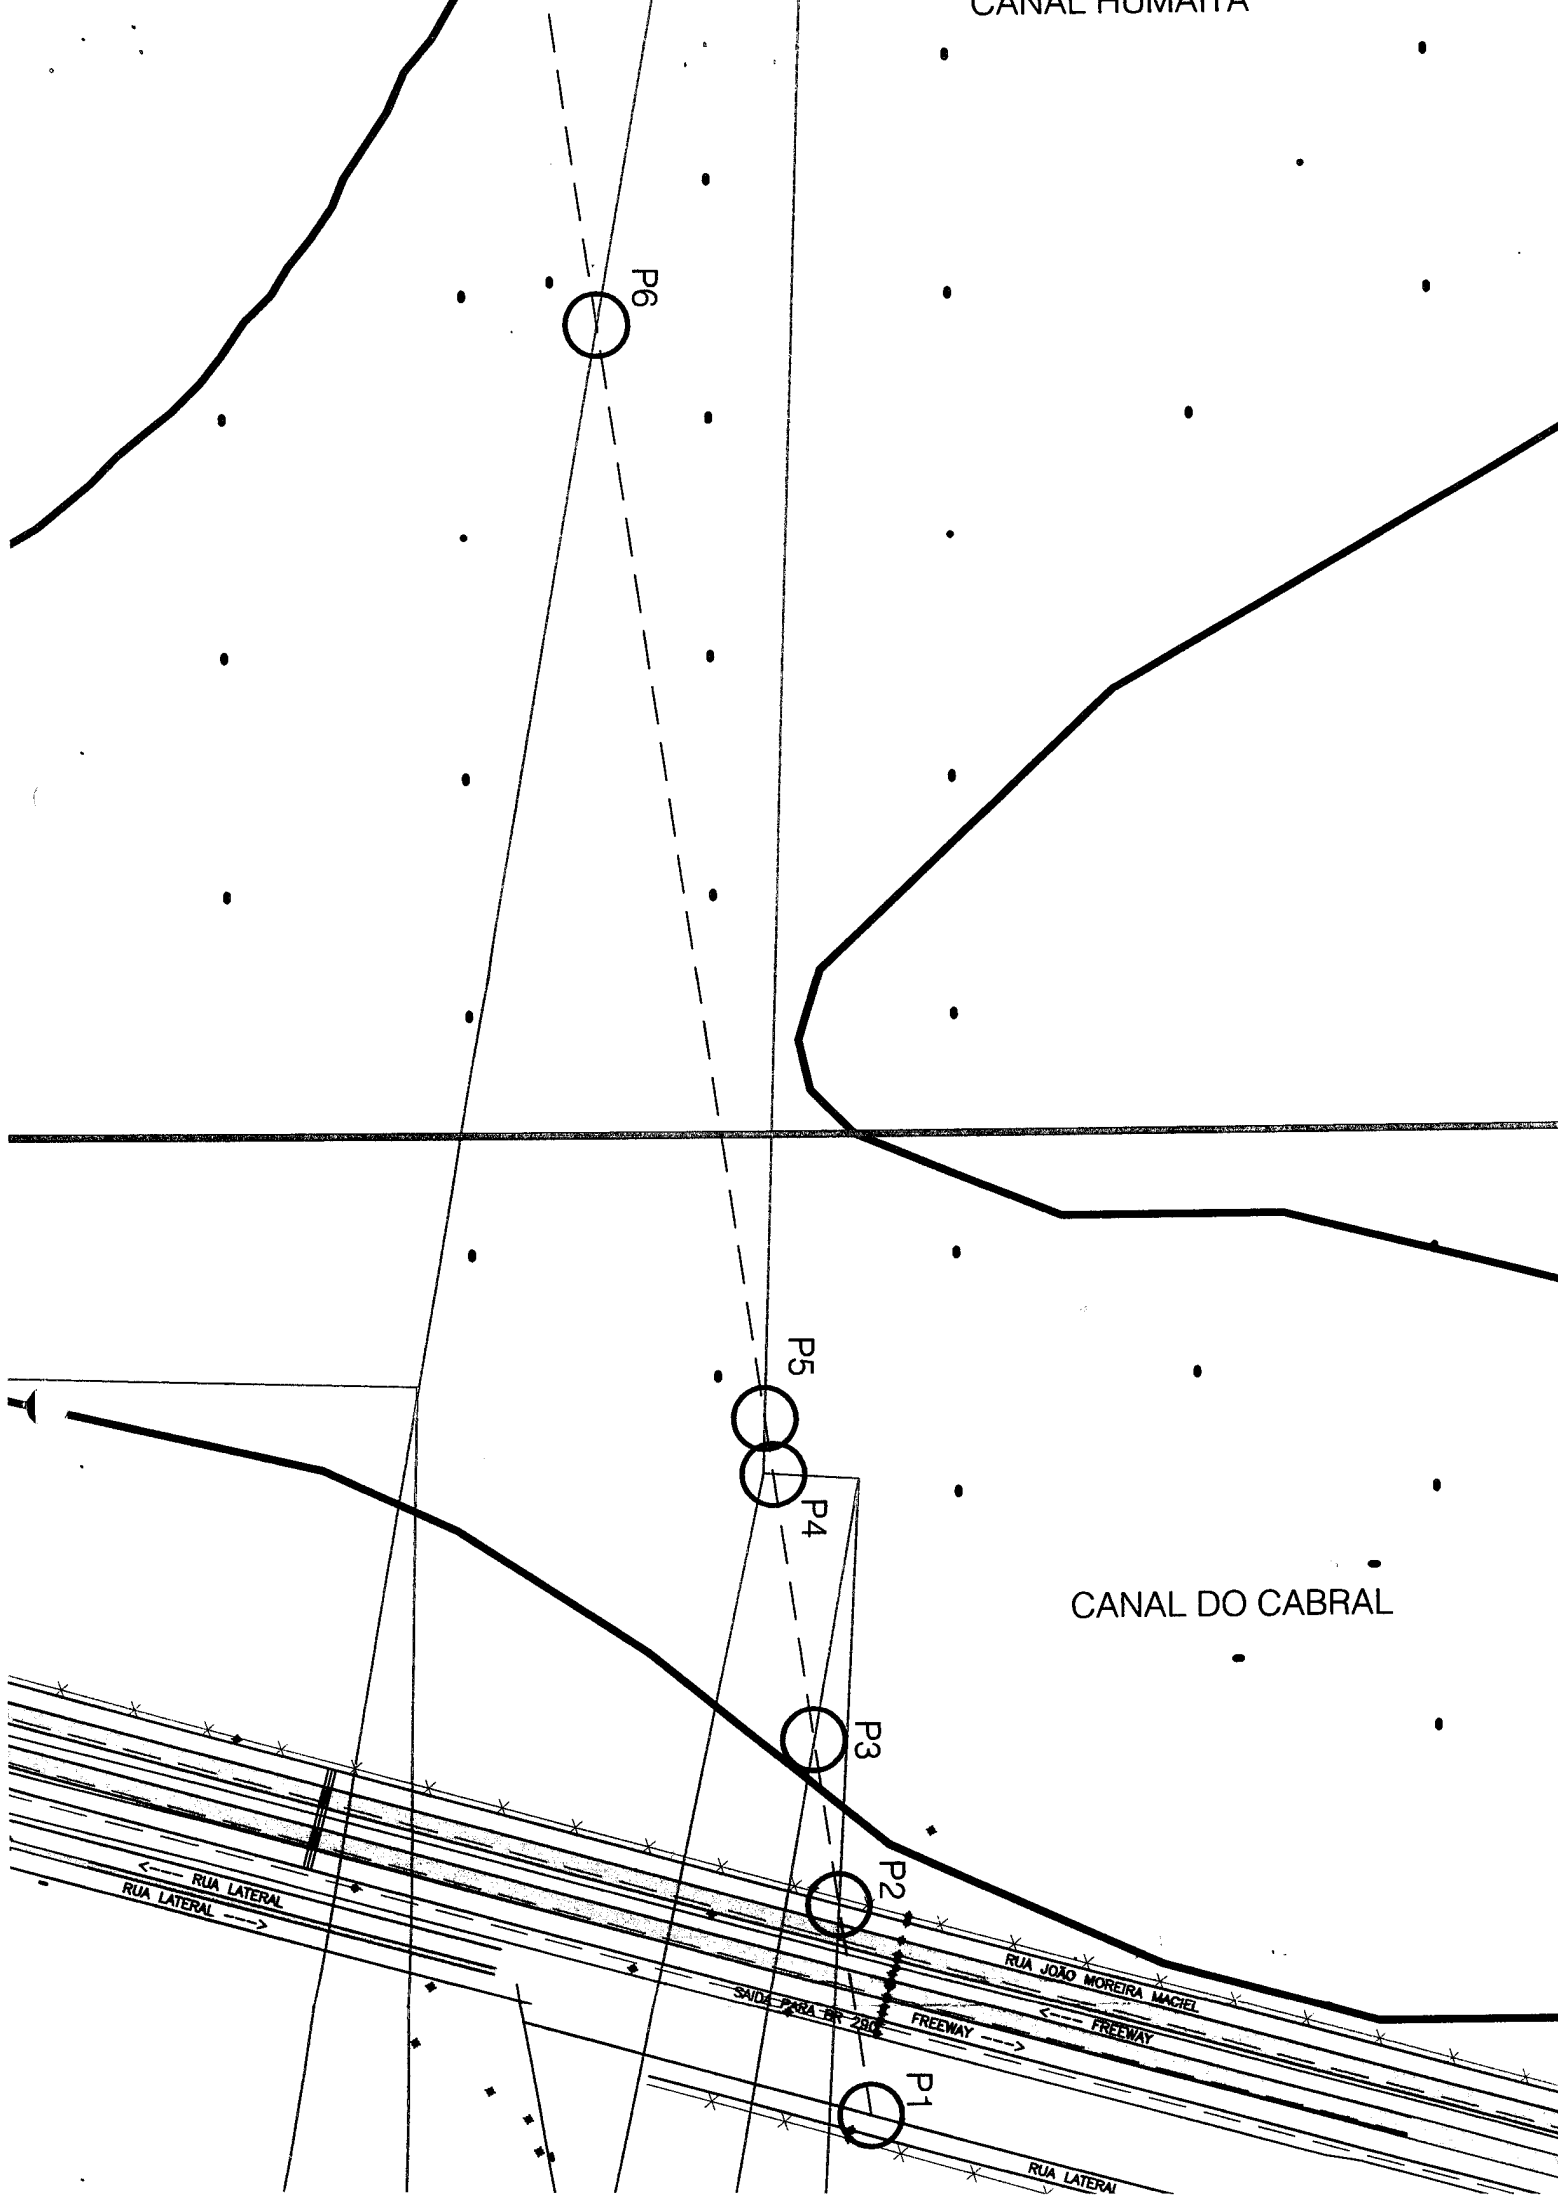 CANAL HUMAITÁ
P6
P5
P4
CANAL DO CABRAL
P3
P2
RUA LATERAL
RUA LATERAL
RUA JOÃO MOREIRA MACIEL
SAIDA PARA BR 290
FREEWAY
FREEWAY
P1
RUA LATERAL